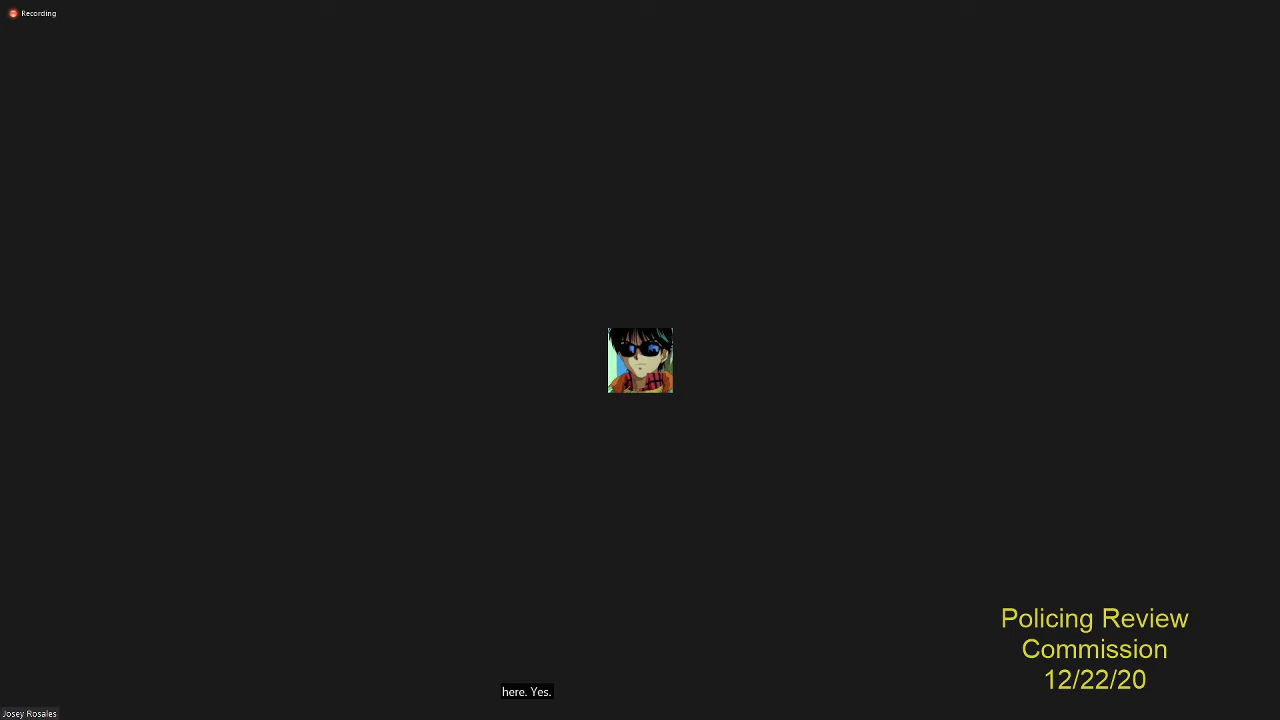 Recording
Policing Review
Commission
12/22/20
here. Yes.
Josey Rosales